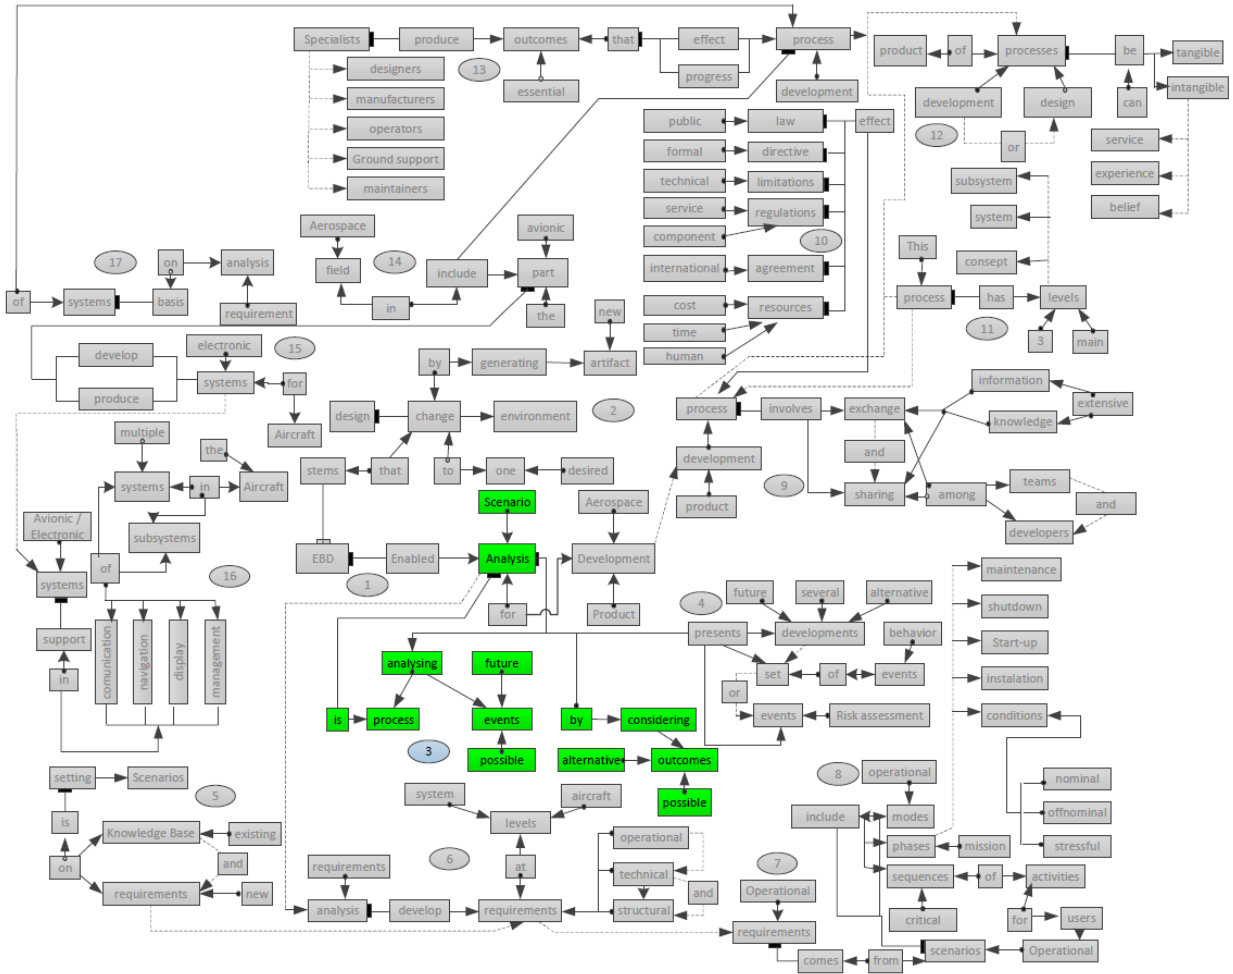 Specialists
produce
outcomes
that
effect
process
product
of
processes
be
tangible
designers
13
progress
intangible
manufacturers
essential
development
development
design
can
operators
public
law
effect
12
Ground support
formal
directive
or
service
maintainers
technical
limitations
subsystem
experience
service
regulations
system
belief
Aerospace
avionic
component
10
This
17
on
analysis
field
14
include
part
international
agreement
consept
of
systems
basis
requirement
in
the
new
cost
resources
process
has
levels
time
11
3
main
human
develop
electronic
15
by
generating
artifact
produce
systems
for
information
design
change
environment
2
process
involves
exchange
extensive
knowledge
multiple
Aircraft
and
the
stems
that
to
one
desired
development
systems
in
Aircraft
9
sharing
among
teams
Scenario
Aerospace
product
and
Avionic /
Electronic
subsystems
developers
EBD
Enabled
Analysis
Development
systems
of
16
1
maintenance
for
Product
4
future
several
alternative
shutdown
support
presents
developments
behavior
Start-up
comunication
navigation
display
management
analysing
future
set
of
events
instalation
in
or
is
process
events
by
considering
events
Risk assessment
conditions
3
possible
alternative
outcomes
setting
Scenarios
8
operational
nominal
5
system
aircraft
possible
include
modes
offnominal
is
levels
Knowledge Base
existing
operational
phases
mission
stressful
and
6
7
on
requirements
at
technical
sequences
of
activities
requirements
new
Operational
and
analysis
develop
requirements
structural
critical
for
users
requirements
scenarios
Operational
comes
from